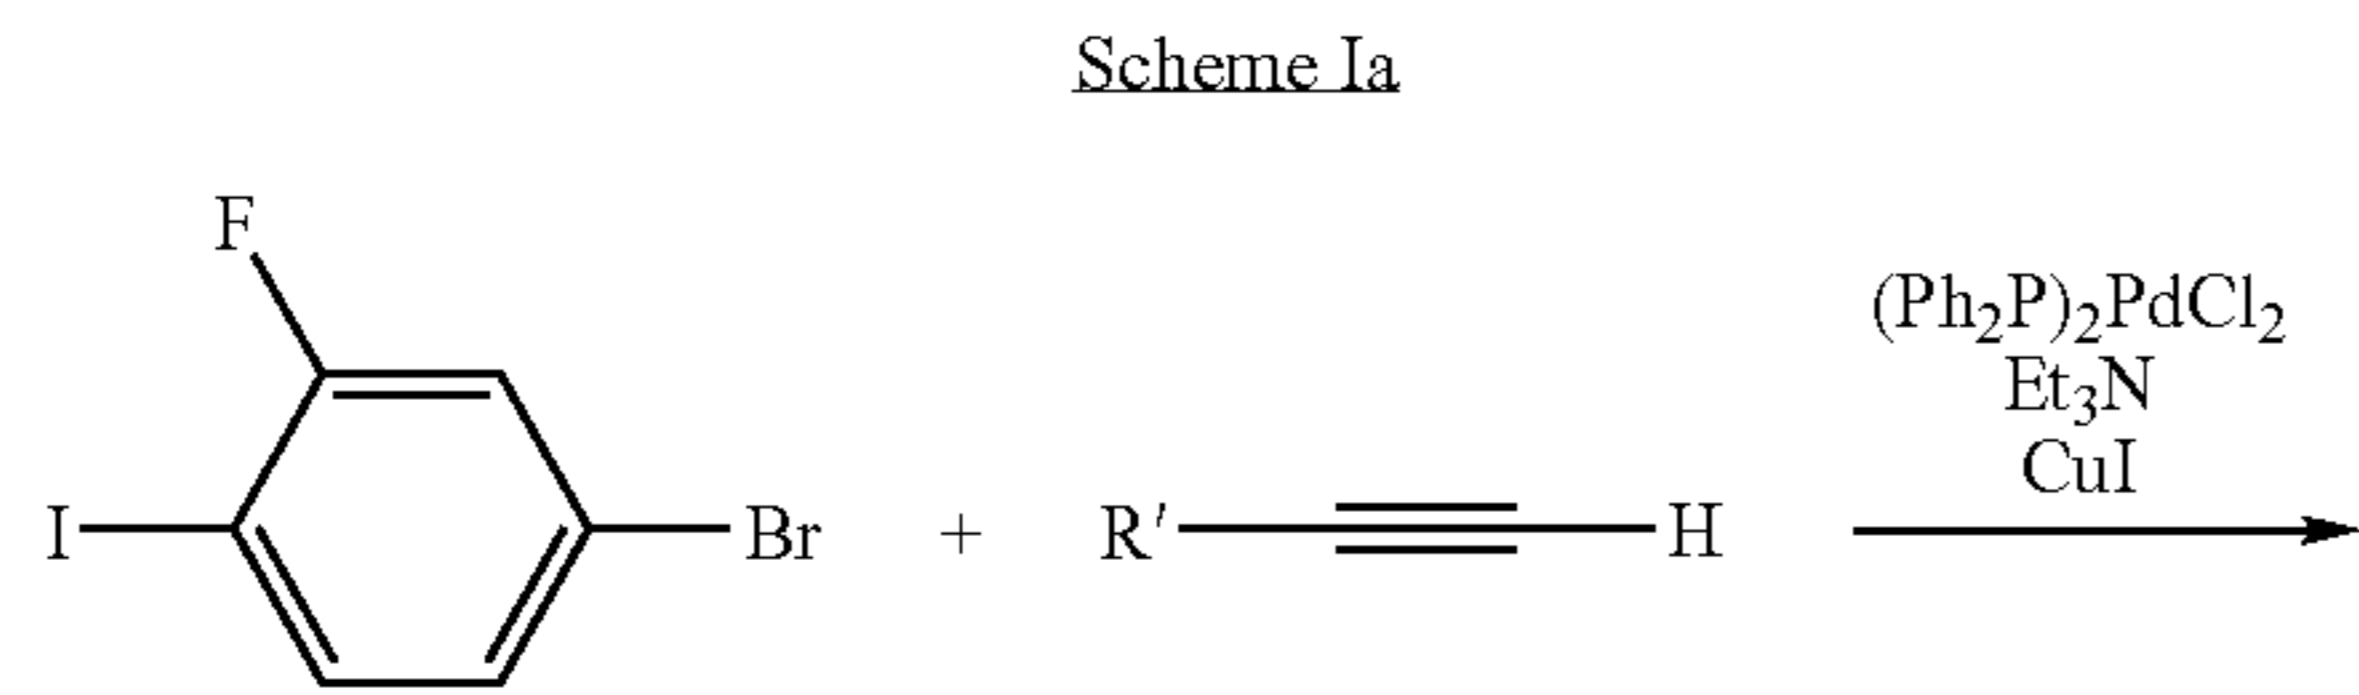 Scheme Ia
F
(Ph₂P)₂PdCl₂
Et₃N
CuI
I
Br
+
R′
H